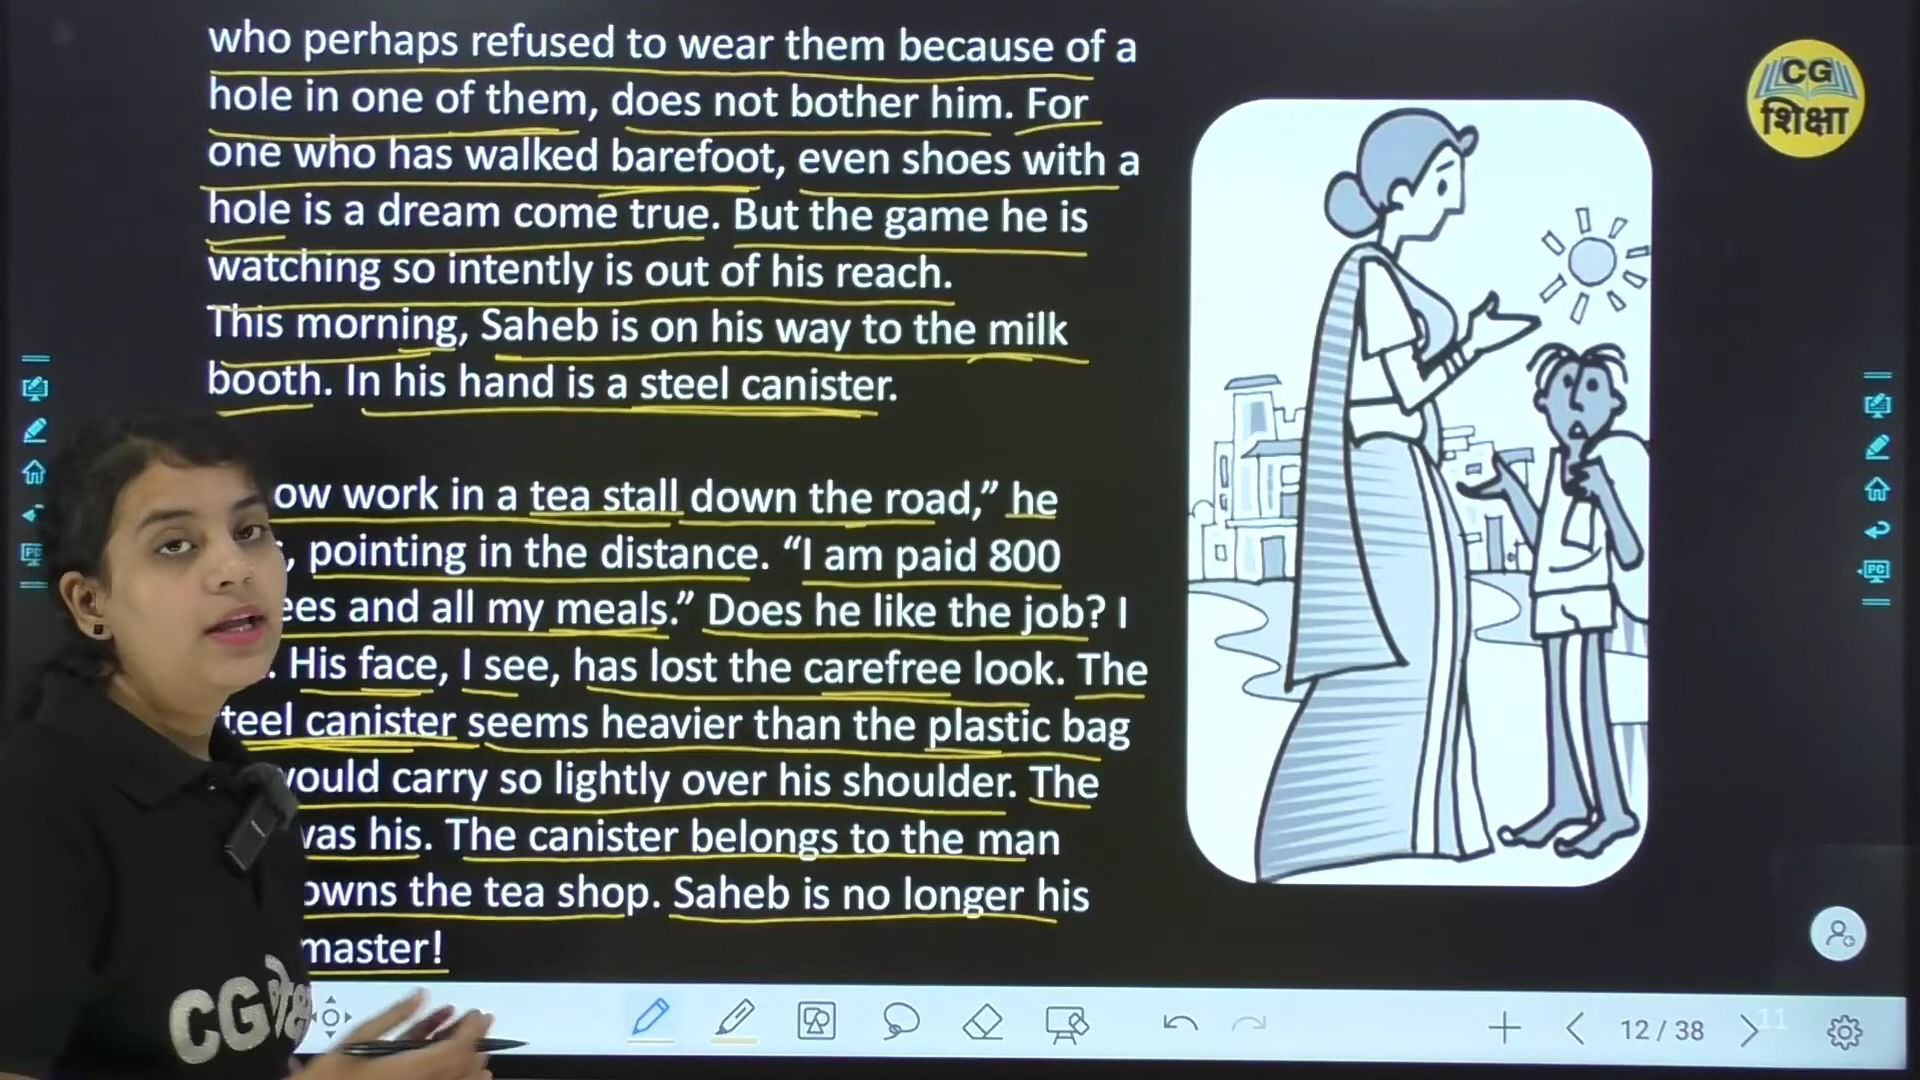 who perhaps refused to wear them because of a
hole in one of them, does not bother him. For
one who has walked barefoot, even shoes with a
hole is a dream come true. But the game he is
watching so intently is out of his reach.
This morning, Saheb is on his way to the milk
booth. In his hand is a steel canister.
ow work in a tea stall down the road,” he
, pointing in the distance. “I am paid 800
ees and all my meals.” Does he like the job? I
. His face, I see, has lost the carefree look. The
teel canister seems heavier than the plastic bag
would carry so lightly over his shoulder. The
was his. The canister belongs to the man
owns the tea shop. Saheb is no longer his
master!
CG
शिक्षा
PC
PC
CG
12 / 38
11